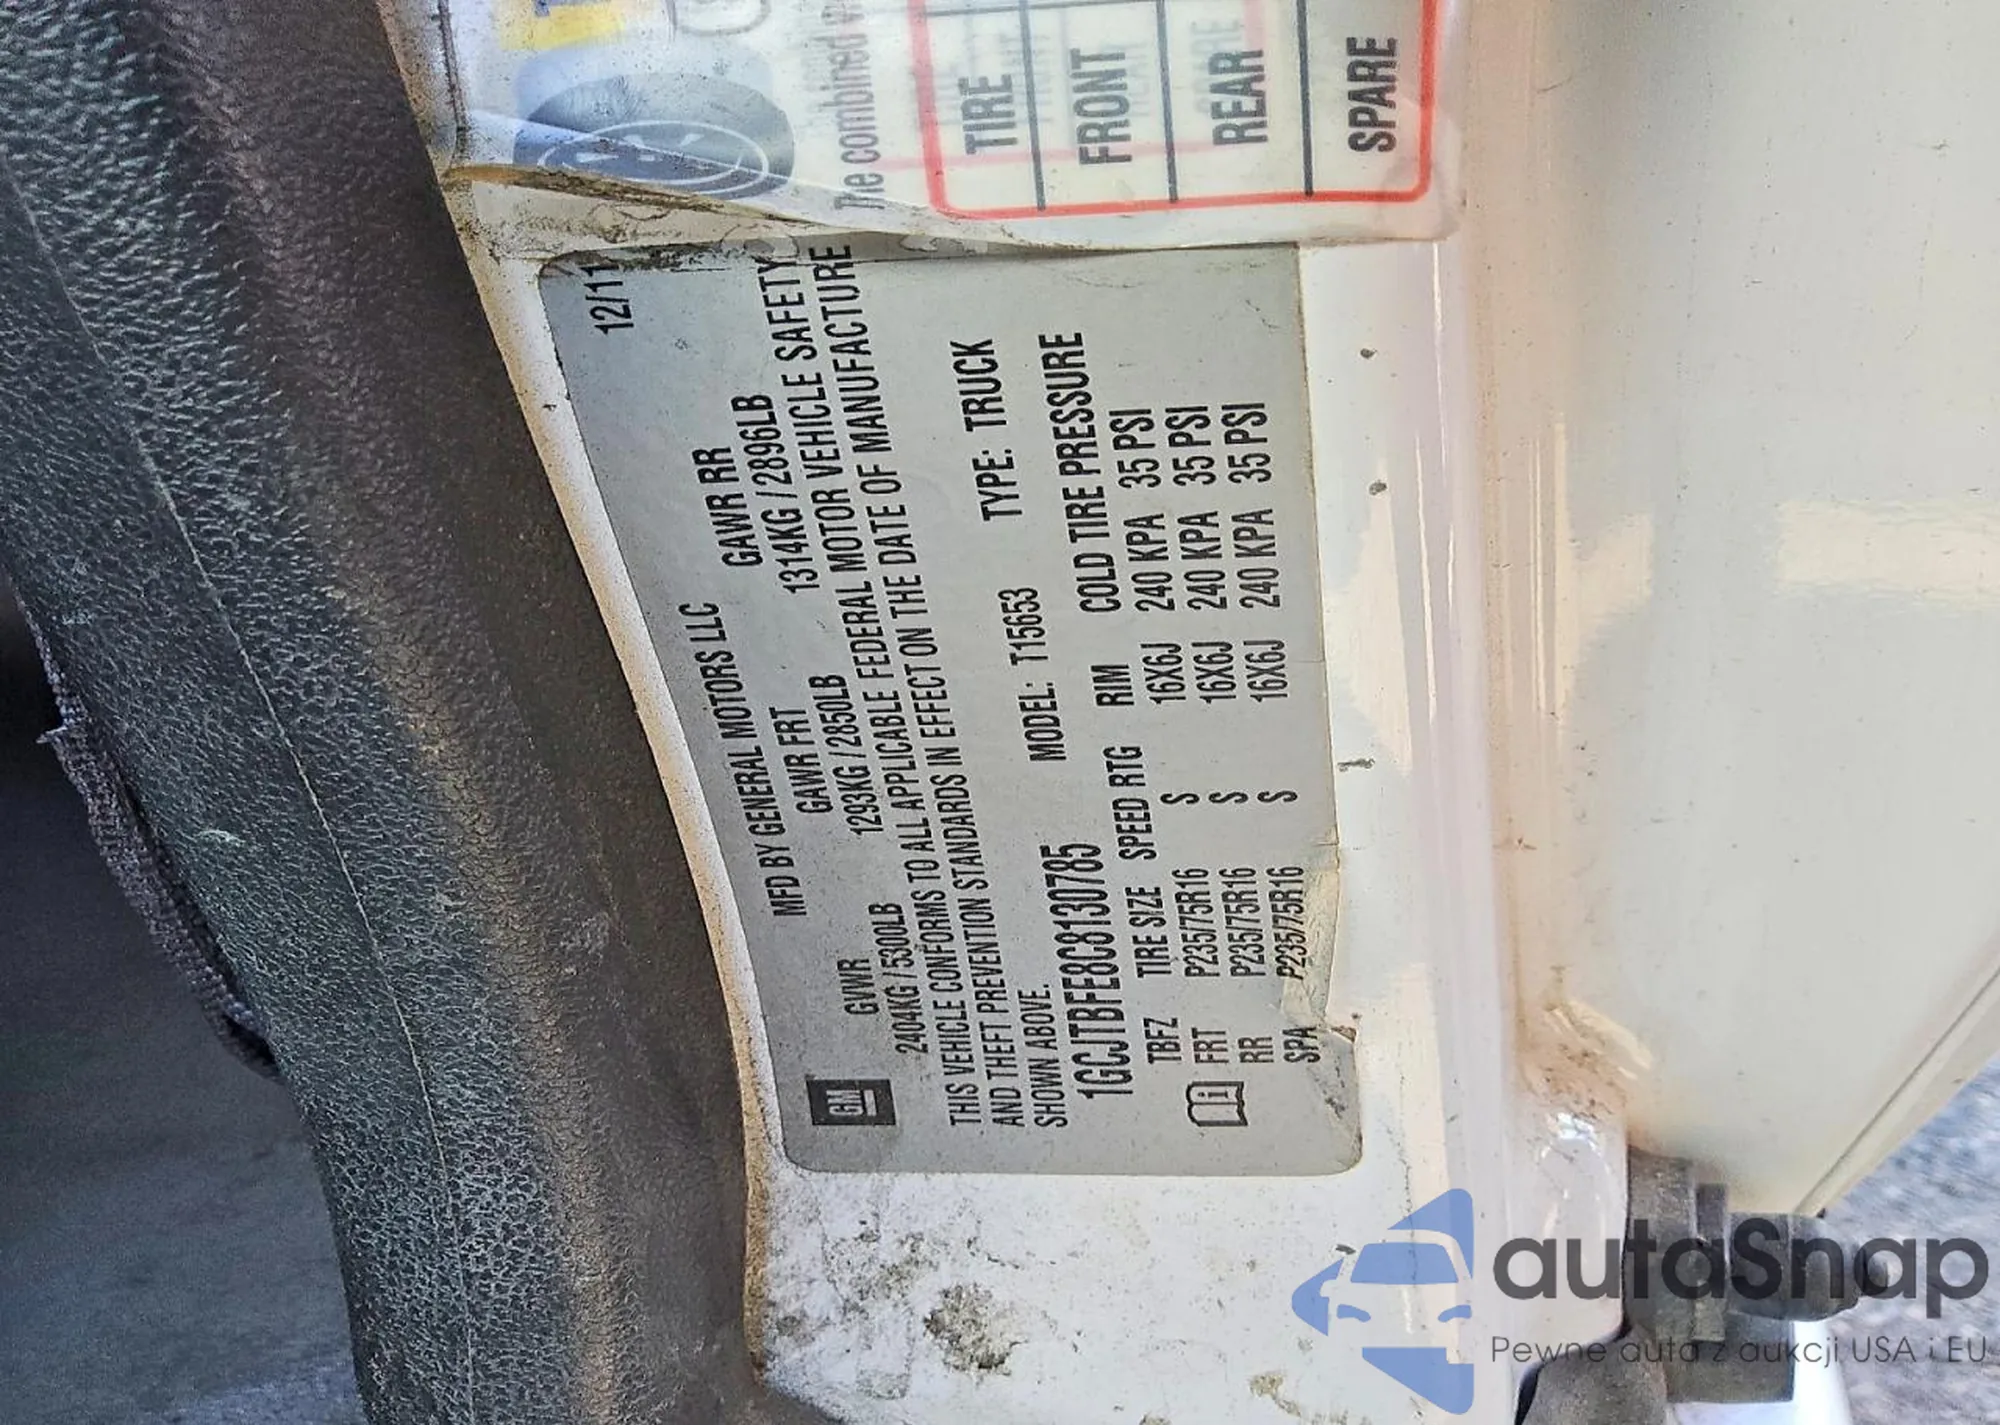 12/11
MFD BY GENERAL MOTORS LLC
GVWR GAWR FRT GAWR RR
2404KG / 5300LB 1293KG / 2850LB 1314KG / 2896LB
THIS VEHICLE CONFORMS TO ALL APPLICABLE FEDERAL MOTOR VEHICLE SAFETY
AND THEFT PREVENTION STANDARDS IN EFFECT ON THE DATE OF MANUFACTURE
SHOWN ABOVE.
1GCJTBFE8C8130785 MODEL: T15653 TYPE: TRUCK
TBFZ TIRE SIZE SPEED RTG RIM COLD TIRE PRESSURE
FRT P235/75R16 S 16X6J 240 KPA 35 PSI
RR P235/75R16 S 16X6J 240 KPA 35 PSI
SPA P235/75R16 S 16X6J 240 KPA 35 PSI
GM
The combined
TIRE
FRONT
REAR
SPARE
autaSnap
Pewne auta z aukcji USA i EU